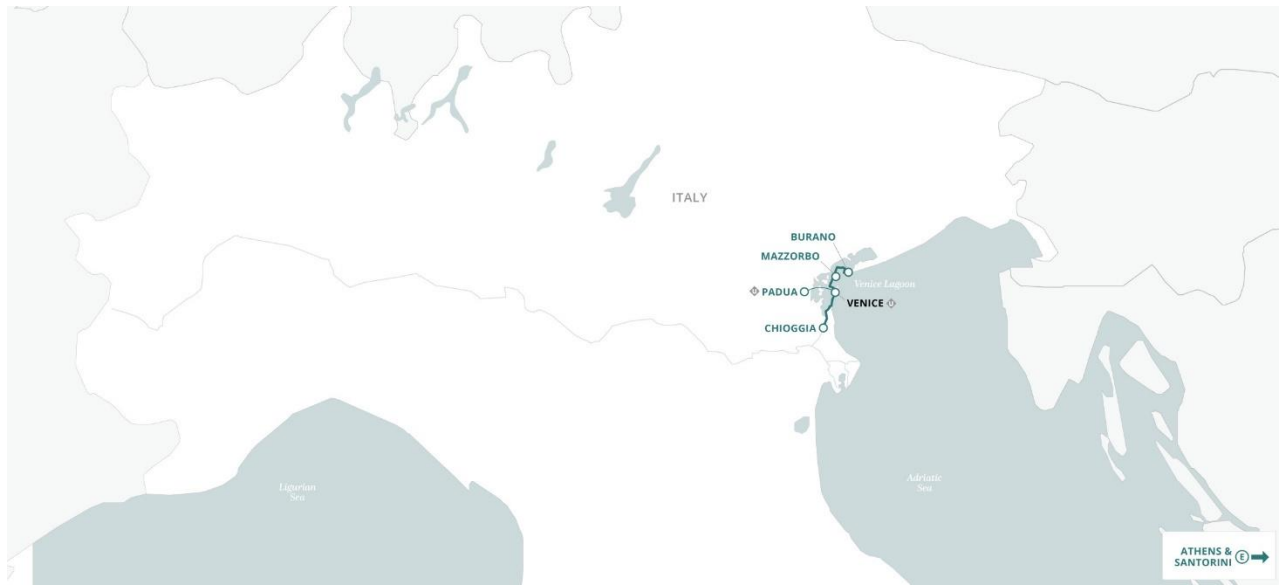 ITALY
BURANO
MAZZORBO
Venice Lagoon
PADUA
VENICE
CHIOGGIA
Ligurian
Sea
Adriatic
Sea
ATHENS &
SANTORINI
E